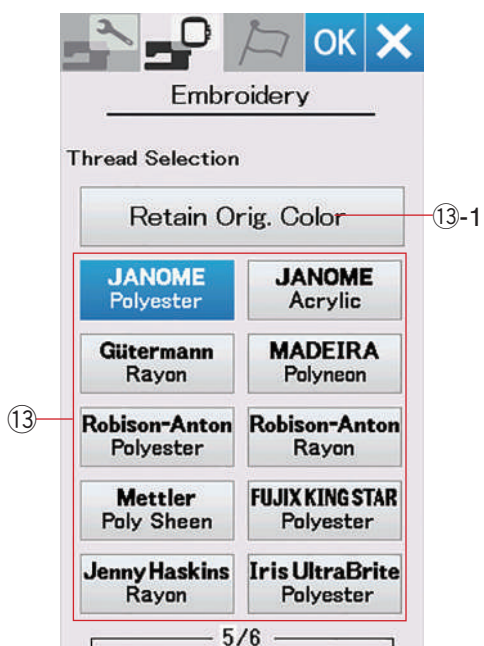 OK X
Embroidery
Thread Selection
Retain Orig. Color
⑬-1
JANOME
Polyester
JANOME
Acrylic
Gütermann
Rayon
MADEIRA
Polyneon
⑬
Robison-Anton
Polyester
Robison-Anton
Rayon
Mettler
Poly Sheen
FUJIX KING STAR
Polyester
Jenny Haskins
Rayon
Iris UltraBrite
Polyester
5/6